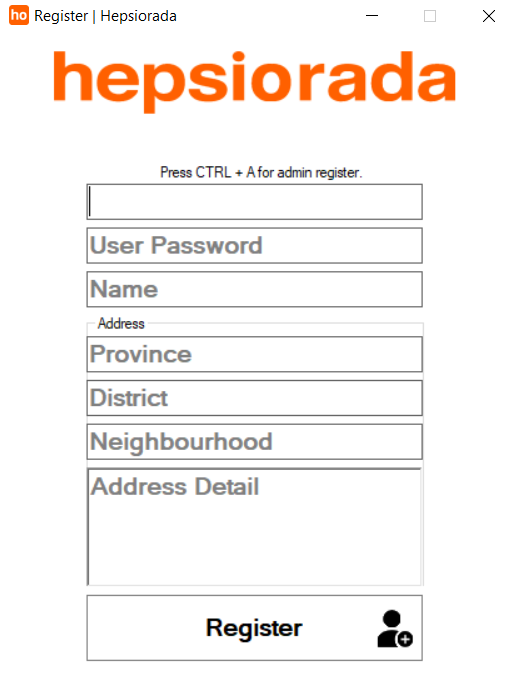 ho Register | Hepsiorada
hepsiorada
Press CTRL + A for admin register.
User Password
Name
Address
Province
District
Neighbourhood
Address Detail
Register